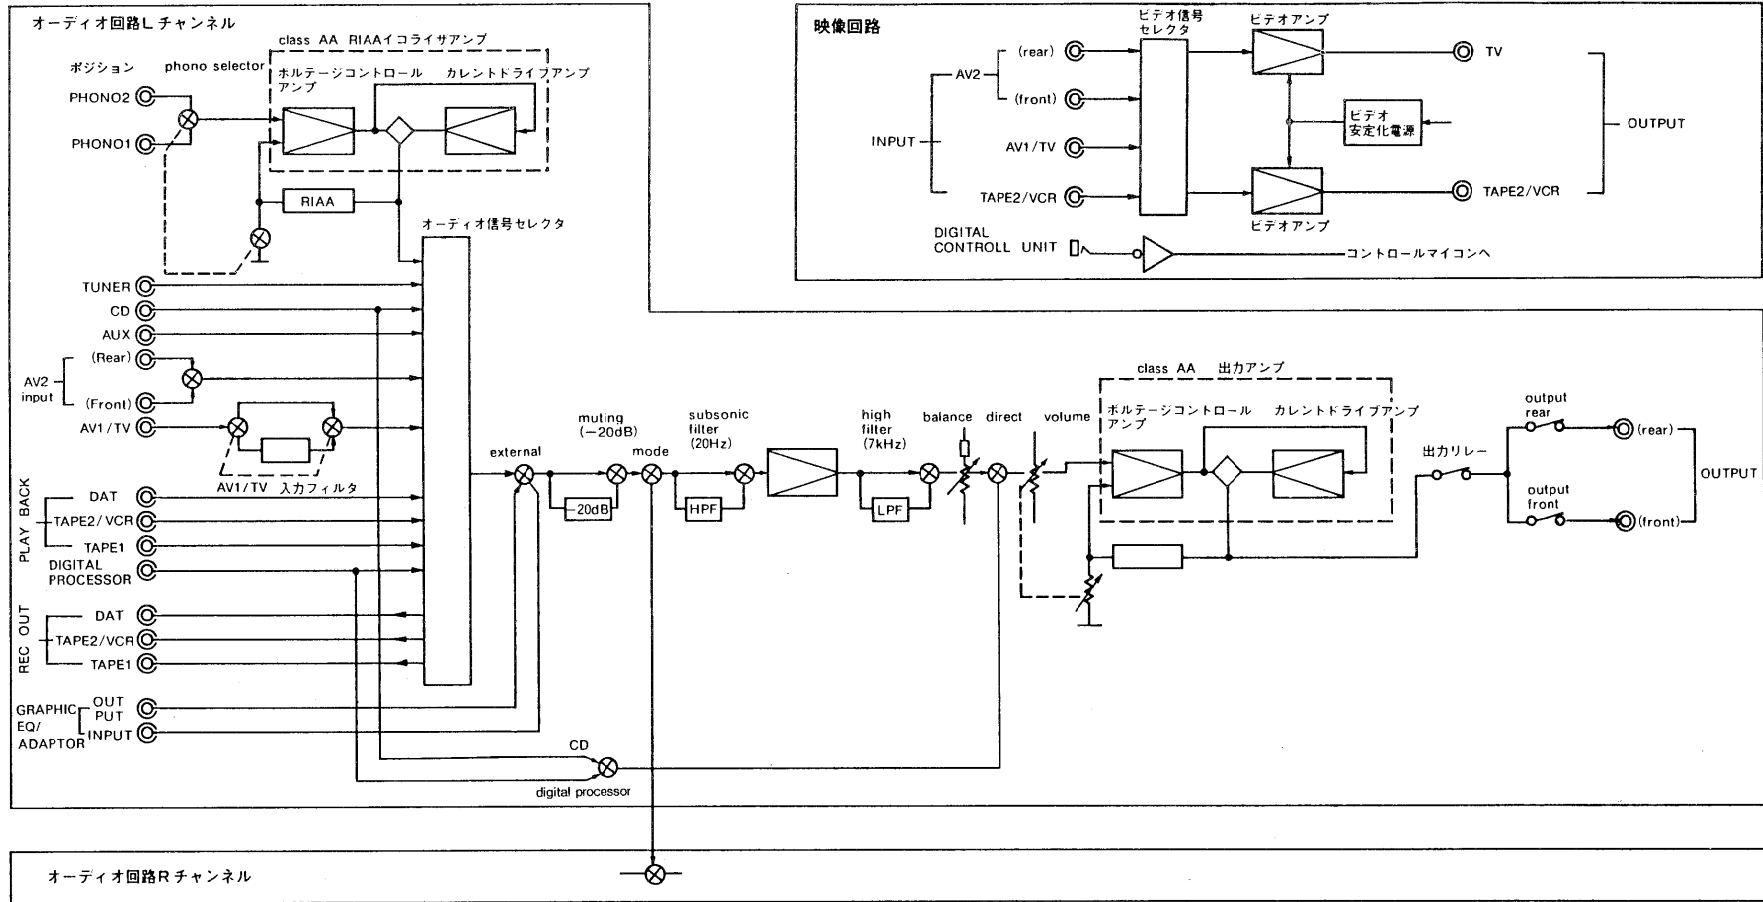 オーディオ回路Lチャンネル
class AA RIAAイコライザアンプ
ポジション
phono selector
ボルテージコントロール
アンプ
カレントドライブアンプ
PHONO2
PHONO1
RIAA
オーディオ信号セレクタ
TUNER
CD
AUX
(Rear)
AV2
input
(Front)
AV1/TV
AV1/TV 入力フィルタ
PLAY BACK
DAT
TAPE2/VCR
TAPE1
DIGITAL
PROCESSOR
REC OUT
DAT
TAPE2/VCR
TAPE1
GRAPHIC
EQ/
ADAPTOR
OUT
PUT
INPUT
external
muting
(-20dB)
-20dB
mode
subsonic
filter
(20Hz)
HPF
high
filter
(7kHz)
LPF
balance
direct
volume
CD
digital processor
class AA 出力アンプ
ボルテージコントロール
アンプ
カレントドライブアンプ
出力リレー
output
rear
(rear)
output
front
(front)
OUTPUT
映像回路
ビデオ信号
セレクタ
ビデオアンプ
INPUT
AV2
(rear)
(front)
AV1/TV
TAPE2/VCR
TV
ビデオ
安定化電源
OUTPUT
TAPE2/VCR
ビデオアンプ
DIGITAL
CONTROLL UNIT
コントロールマイコンへ
オーディオ回路Rチャンネル